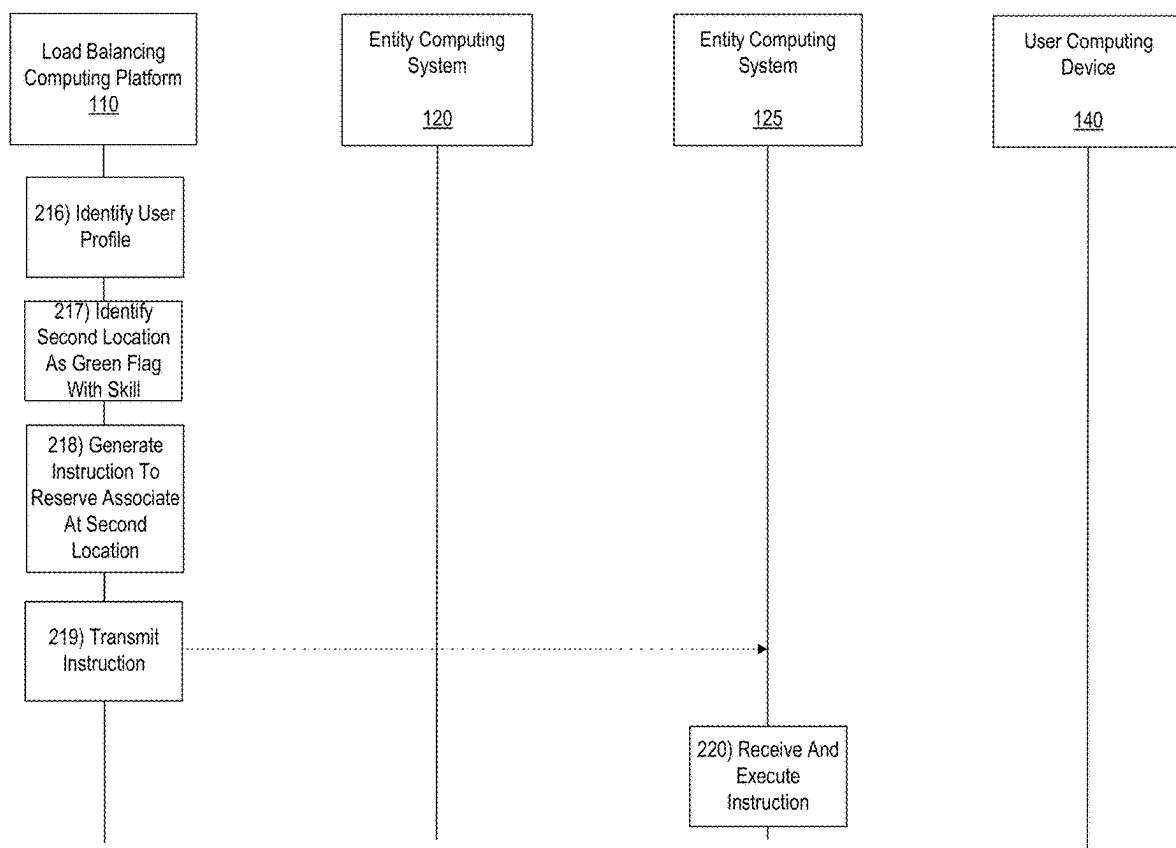 Load Balancing
Computing Platform
110
Entity Computing
System
120
Entity Computing
System
125
User Computing
Device
140
216) Identify User
Profile
217) Identify
Second Location
As Green Flag
With Skill
218) Generate
Instruction To
Reserve Associate
At Second
Location
219) Transmit
Instruction
220) Receive And
Execute
Instruction